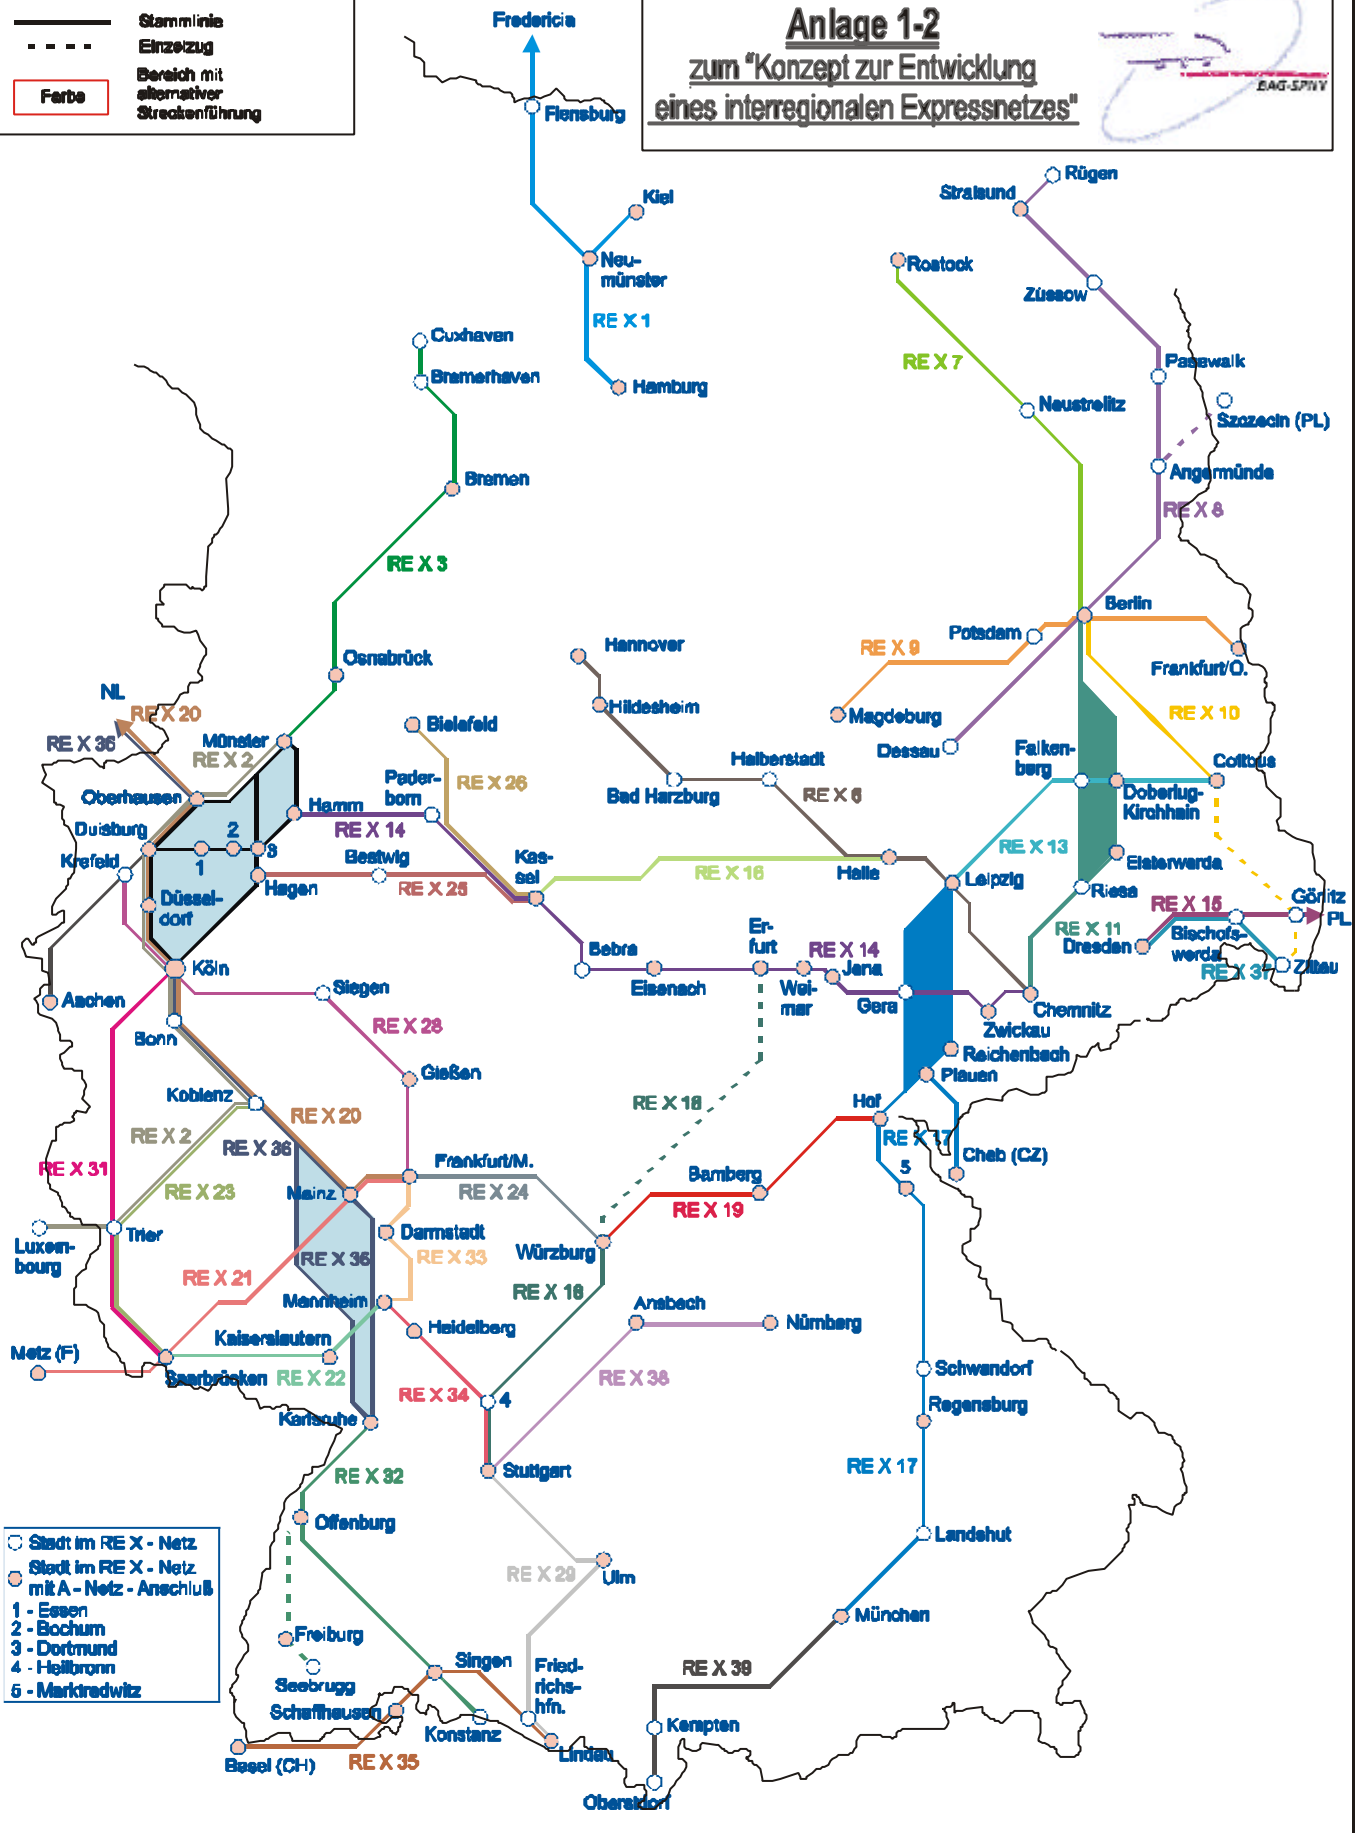 Stammlinie
Einzelzug
Farbe
Bereich mit
alternativer
Streckenführung
Anlage 1-2
zum "Konzept zur Entwicklung
eines interregionalen Expressnetzes"
BAG-SPNV
Fredericia
Flensburg
Kiel
Neu-
münster
RE X 1
Hamburg
Rügen
Stralsund
Rostock
Züssow
RE X 7
Pasewalk
Neustrelitz
Szczecin (PL)
Angermünde
RE X 8
Cuxhaven
Bremerhaven
Bremen
RE X 3
Osnabrück
Berlin
Potsdam
RE X 9
Frankfurt/O.
Magdeburg
RE X 10
Dessau
Hannover
Hildesheim
Halberstadt
Bad Harzburg
RE X 6
NL
RE X 20
RE X 36
Münster
RE X 2
Bielefeld
RE X 26
Pader-
born
Oberhausen
Hamm
RE X 14
Duisburg
2
1
3
Krefeld
Bestwig
Hagen
RE X 25
Kas-
sel
RE X 16
Halle
Falken-
berg
Cottbus
Doberlug-
Kirchhain
RE X 13
Elsterwerda
Leipzig
Riesa
Düssel-
dorf
RE X 15
Görlitz
PL
RE X 11
Dresden
Bischofs-
werda
RE X 37
Zittau
Köln
Aachen
Siegen
Bebra
Eisenach
Er-
furt
RE X 14
Wei-
mar
Jena
Gera
Zwickau
Chemnitz
Bonn
RE X 28
Reichenbach
Plauen
Gießen
Koblenz
RE X 20
RE X 2
RE X 36
RE X 18
Hof
RE X 17
Cheb (CZ)
5
RE X 31
RE X 23
Frankfurt/M.
RE X 24
Mainz
Bamberg
RE X 19
Luxem-
bourg
Trier
Darmstadt
RE X 33
Würzburg
RE X 36
RE X 21
RE X 18
Mannheim
Heidelberg
Ansbach
Nürnberg
Kaiserslautern
Metz (F)
Saarbrücken
RE X 22
RE X 34
4
RE X 38
Schwandorf
Regensburg
Karlsruhe
RE X 17
RE X 32
Stuttgart
Offenburg
Landshut
RE X 29
Ulm
München
Stadt im RE X - Netz
Stadt im RE X - Netz
mit A - Netz - Anschluß
1 - Essen
2 - Bochum
3 - Dortmund
4 - Heilbronn
5 - Marktredwitz
Freiburg
Seebrugg
Singen
Fried-
richs-
hfn.
RE X 39
Schaffhausen
Konstanz
Kempten
Basel (CH)
RE X 35
Lindau
Oberstdorf